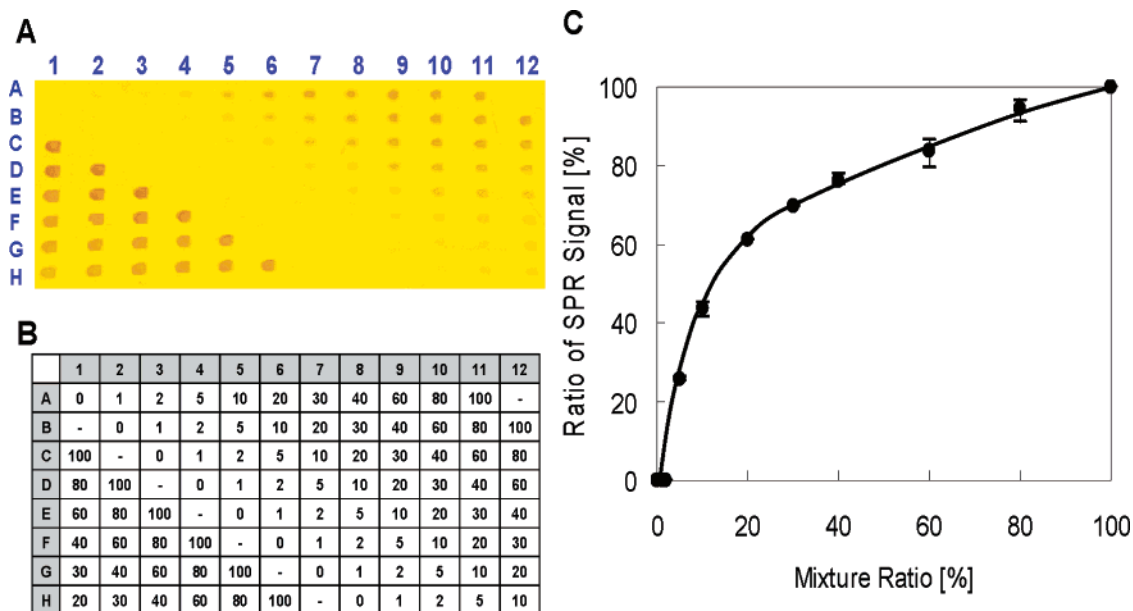 A
1 2 3 4 5 6 7 8 9 10 11 12
A
B
C
D
E
F
G
H
B
1 2 3 4 5 6 7 8 9 10 11 12
A 0 1 2 5 10 20 30 40 60 80 100 -
B - 0 1 2 5 10 20 30 40 60 80 100
C 100 - 0 1 2 5 10 20 30 40 60 80
D 80 100 - 0 1 2 5 10 20 30 40 60
E 60 80 100 - 0 1 2 5 10 20 30 40
F 40 60 80 100 - 0 1 2 5 10 20 30
G 30 40 60 80 100 - 0 1 2 5 10 20
H 20 30 40 60 80 100 - 0 1 2 5 10
C
Ratio of SPR Signal [%]
100
80
60
40
20
0
0 20 40 60 80 100
Mixture Ratio [%]